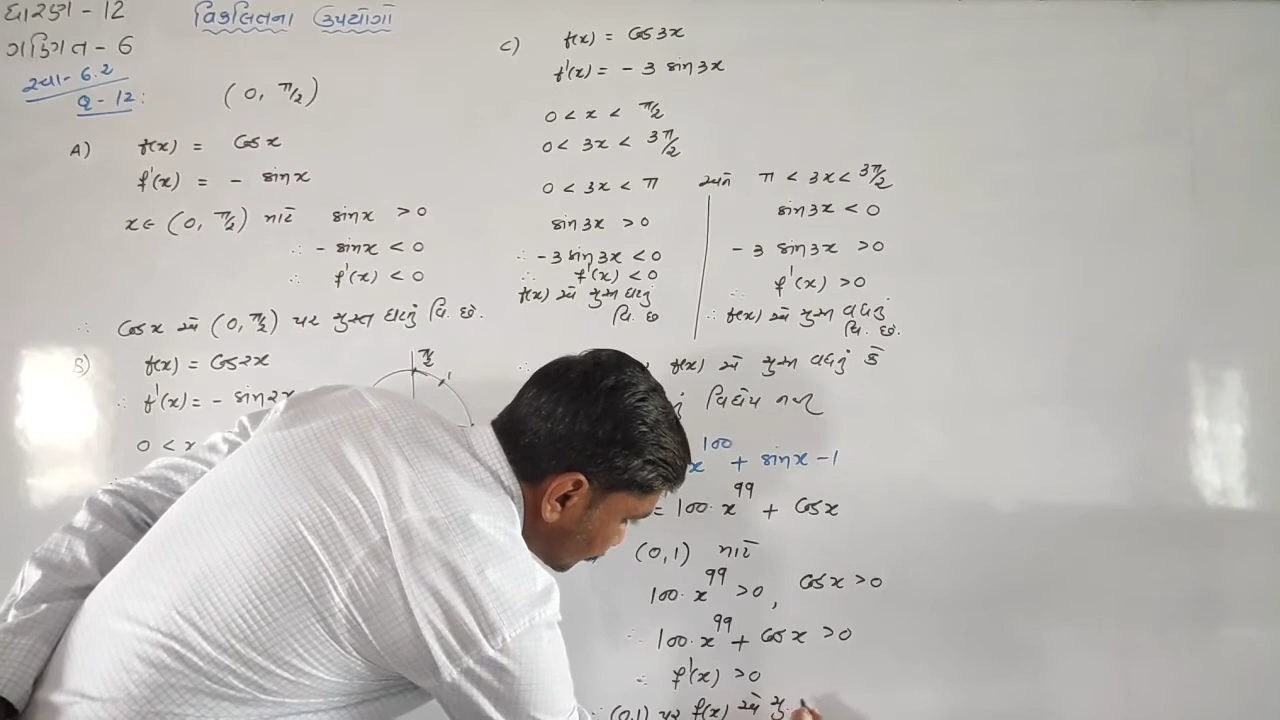 ધોરણ - 12
ગણિત - 6
સ્વા - 6.2
Q - 12 :
વિકલિતના ઉપયોગો
(0, π/2)
A) f(x) = cos x
f'(x) = - sin x
x ∈ (0, π/2) માટે sin x > 0
∴ - sin x < 0
∴ f'(x) < 0
∴ cos x એ (0, π/2) પર ચુસ્ત ઘટતું વિ. છે.
B) f(x) = cos 2x
∴ f'(x) = - sin 2x
0 < x
π/2
1
C) f(x) = cos 3x
f'(x) = - 3 sin 3x
0 < x < π/2
0 < 3x < 3π/2
0 < 3x < π અને π < 3x < 3π/2
sin 3x > 0
∴ - 3 sin 3x < 0
∴ f'(x) < 0
f(x) એ ચુસ્ત ઘટતું
વિ. છે
sin 3x < 0
- 3 sin 3x > 0
∴ f'(x) > 0
∴ f(x) એ ચુસ્ત વધતું
વિ. છે.
∴ f(x) એ ચુસ્ત વધતું કે
વિધેય નથી
x^100 + sin x - 1
= 100·x^99 + cos x
(0,1) માટે
100·x^99 > 0, cos x > 0
∴ 100·x^99 + cos x > 0
∴ f'(x) > 0
∴ (0,1) પર f(x) એ ચુ